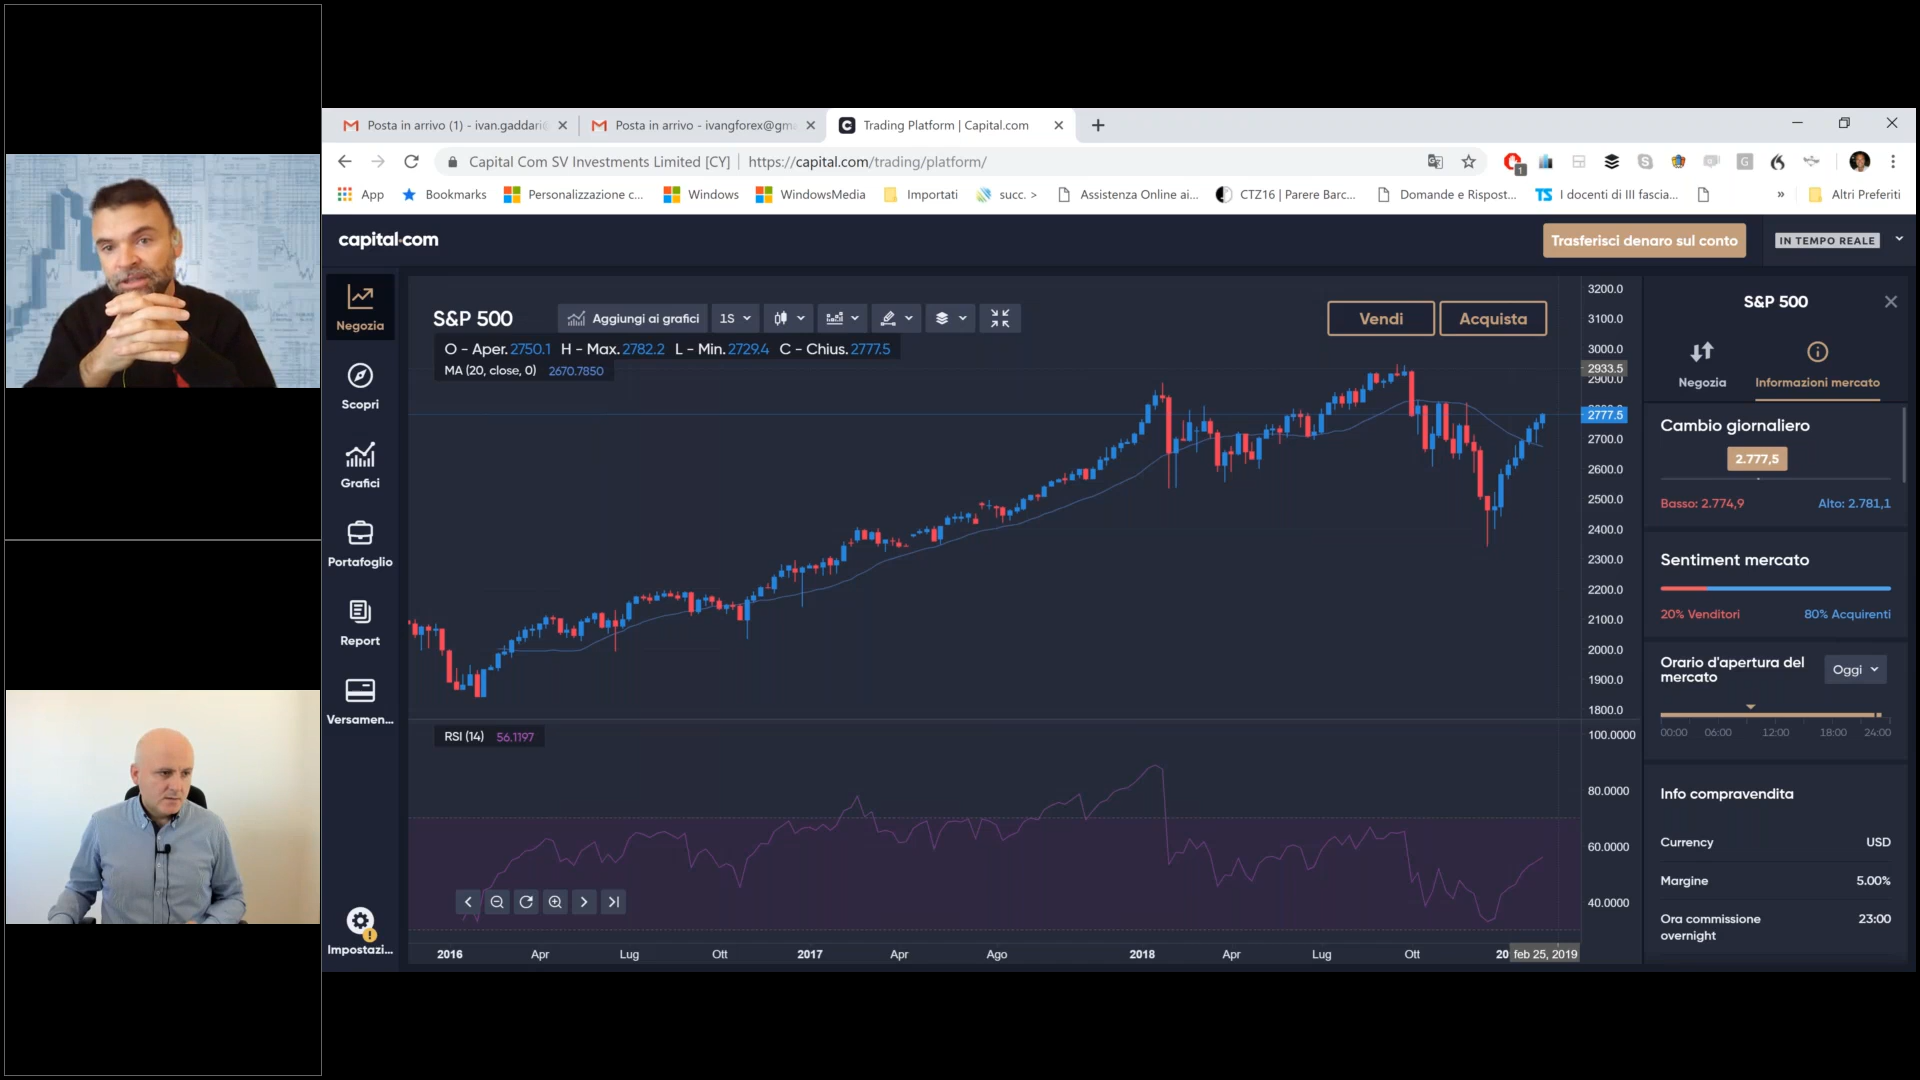 Posta in arrivo (1) - ivan.gaddari
Posta in arrivo - ivangforex@gm
Trading Platform | Capital.com
Capital Com SV Investments Limited [CY]
https://capital.com/trading/platform/
1
App
Bookmarks
Personalizzazione c...
Windows
WindowsMedia
Importati
succ. >
Assistenza Online ai...
CTZ16 | Parere Barc...
Domande e Rispost...
TS I docenti di III fascia...
»
Altri Preferiti
capital.com
Trasferisci denaro sul conto
IN TEMPO REALE
Negozia
Scopri
Grafici
Portafoglio
Report
Versamen...
Impostazi...
S&P 500
Aggiungi ai grafici
1S
Vendi
Acquista
O - Aper. 2750.1 H - Max. 2782.2 L - Min. 2729.4 C - Chius. 2777.5
MA (20, close, 0) 2670.7850
3200.0
3100.0
3000.0
2933.5
2900.0
2777.5
2700.0
2600.0
2500.0
2400.0
2300.0
2200.0
2100.0
2000.0
1900.0
1800.0
RSI (14) 56.1197
100.0000
80.0000
60.0000
40.0000
2016 Apr Lug Ott 2017 Apr Ago 2018 Apr Lug Ott 20 feb 25, 2019
S&P 500
Negozia
Informazioni mercato
Cambio giornaliero
2.777,5
Basso: 2.774,9 Alto: 2.781,1
Sentiment mercato
20% Venditori 80% Acquirenti
Orario d'apertura del
mercato
Oggi
00:00 06:00 12:00 18:00 24:00
Info compravendita
Currency USD
Margine 5.00%
Ora commissione 23:00
overnight